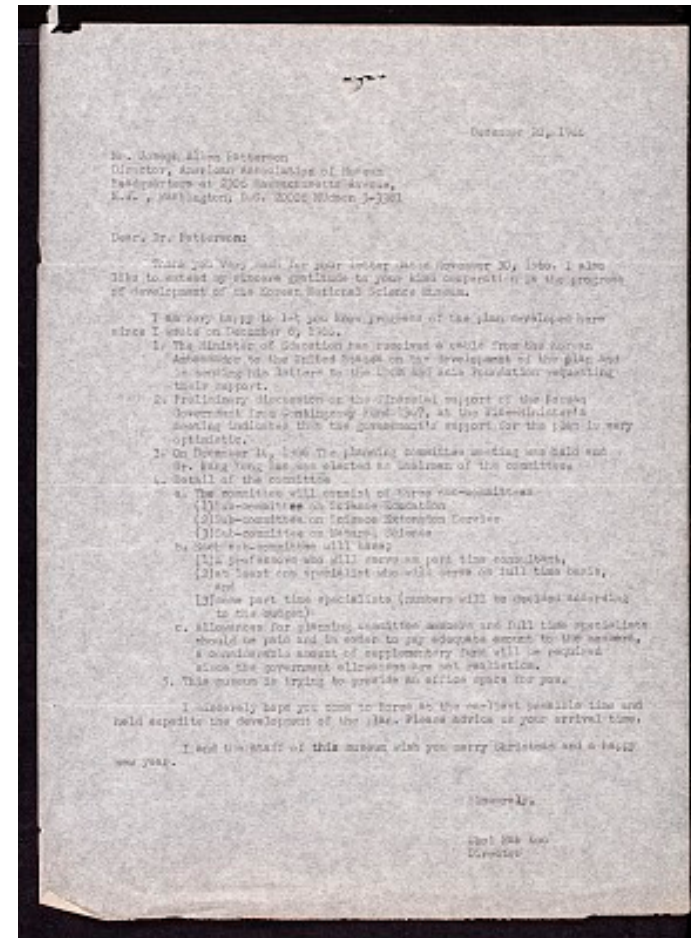 December 20, 1966
Mr. Joseph Allen Patterson
Director, American Association of Museum
Headquarters at 2306 Massachusetts Avenue,
N.W., Washington, D.C. 20008 HUdson 3-3381
Dear, Mr. Patterson:
Thank you very much for your letter dated November 30, 1966. I also
like to extend my sincere gratitude to your kind cooperation in the progress
of development of the Korean National Science Museum.
I am very happy to let you know progress of the plan developed here
since I wrote on December 6, 1966.
1. The Minister of Education has received a cable from the Korean
Ambassador to the United States on the development of the plan and
is sending his letters to the USOM and Asia Foundation requesting
their support.
2. Preliminary discussion on the financial support of the Korean
Government from Contingency Fund 1967, at the Vice-Minister's
meeting indicates that the government's support for the plan is very
optimistic.
3. On December 14, 1966 The planning committee meeting was held and
Dr. was elected as chairman of the committee.
4. Detail of the committee
a. The committee will consist of three sub-committees
(1)Sub-committee on Science Education
(2)Sub-committee on Science Extension Service
(3)Sub-committee on Natural Science
b. Each sub-committee will have;
(1)A professor who will serve as part time consultant,
(2)at least one specialist who will serve on full time basis,
and
(3)some part time specialists (numbers will be decided according
to the budget)
c. Allowances for planning committee members and full time specialists
should be paid and in order to pay adequate amount to the members,
a considerable amount of supplementary fund will be required
since the government allowances are not realistic.
5. This museum is trying to provide an office space for you.
I sincerely hope you come to Korea at the earliest possible time and
held expedite the development of the plan. Please advice us your arrival time.
I and the staff of this museum wish you merry Christmas and a happy
new year.
Sincerely,
Director